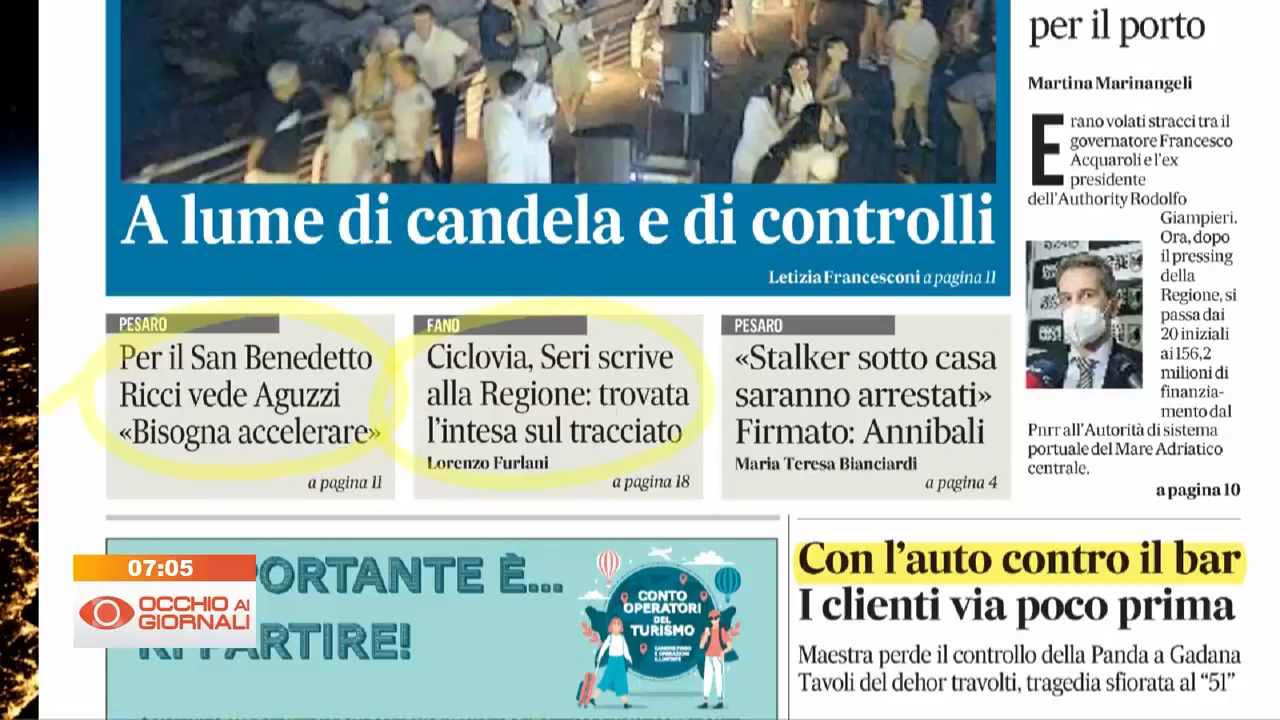 per il porto
Martina Marinangeli
Erano volati stracci tra il
governatore Francesco
Acquaroli e l'ex
presidente
dell'Authority Rodolfo
Giampieri.
Ora, dopo
il pressing
della
Regione, si
passa dai
20 iniziali
ai 156,2
milioni di
finanzia-
mento dal
Pnrr all'Autorità di sistema
portuale del Mare Adriatico
centrale.
a pagina 10
A lume di candela e di controlli
Letizia Francesconi a pagina 11
PESARO
Per il San Benedetto
Ricci vede Aguzzi
«Bisogna accelerare»
a pagina 11
FANO
Ciclovia, Seri scrive
alla Regione: trovata
l'intesa sul tracciato
Lorenzo Furlani
a pagina 18
PESARO
«Stalker sotto casa
saranno arrestati»
Firmato: Annibali
Maria Teresa Bianciardi
a pagina 4
PORTANTE È...
RIPARTIRE!
CONTO
OPERATORI
DEL
TURISMO
07:05
OCCHIO AI
GIORNALI
Con l'auto contro il bar
I clienti via poco prima
Maestra perde il controllo della Panda a Gadana
Tavoli del dehor travolti, tragedia sfiorata al "51"